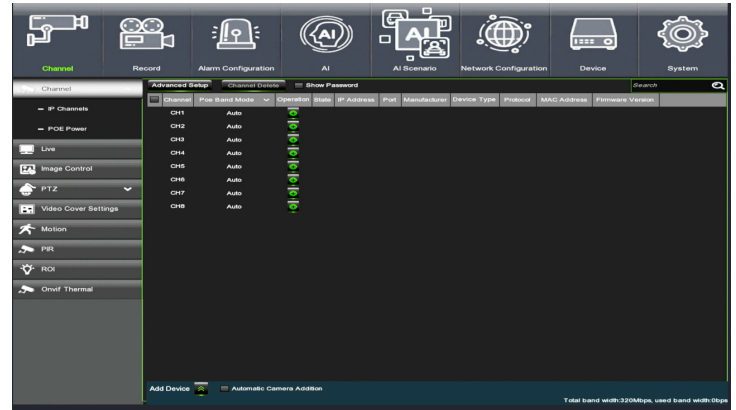 AI
Channel Record Alarm Configuration AI AI Scenario Network Configuration Device System
Channel
IP Channels
POE Power
Live
Image Control
PTZ
Video Cover Settings
Motion
PIR
ROI
Onvif Thermal
Advanced Setup Channel Delete Show Password Search
Channel Poe Band Mode Operation State IP Address Port Manufacturer Device Type Protocol MAC Address Firmware Version
CH1 Auto
CH2 Auto
CH3 Auto
CH4 Auto
CH5 Auto
CH6 Auto
CH7 Auto
CH8 Auto
Add Device Automatic Camera Addition
Total band width:320Mbps, used band width:0bps